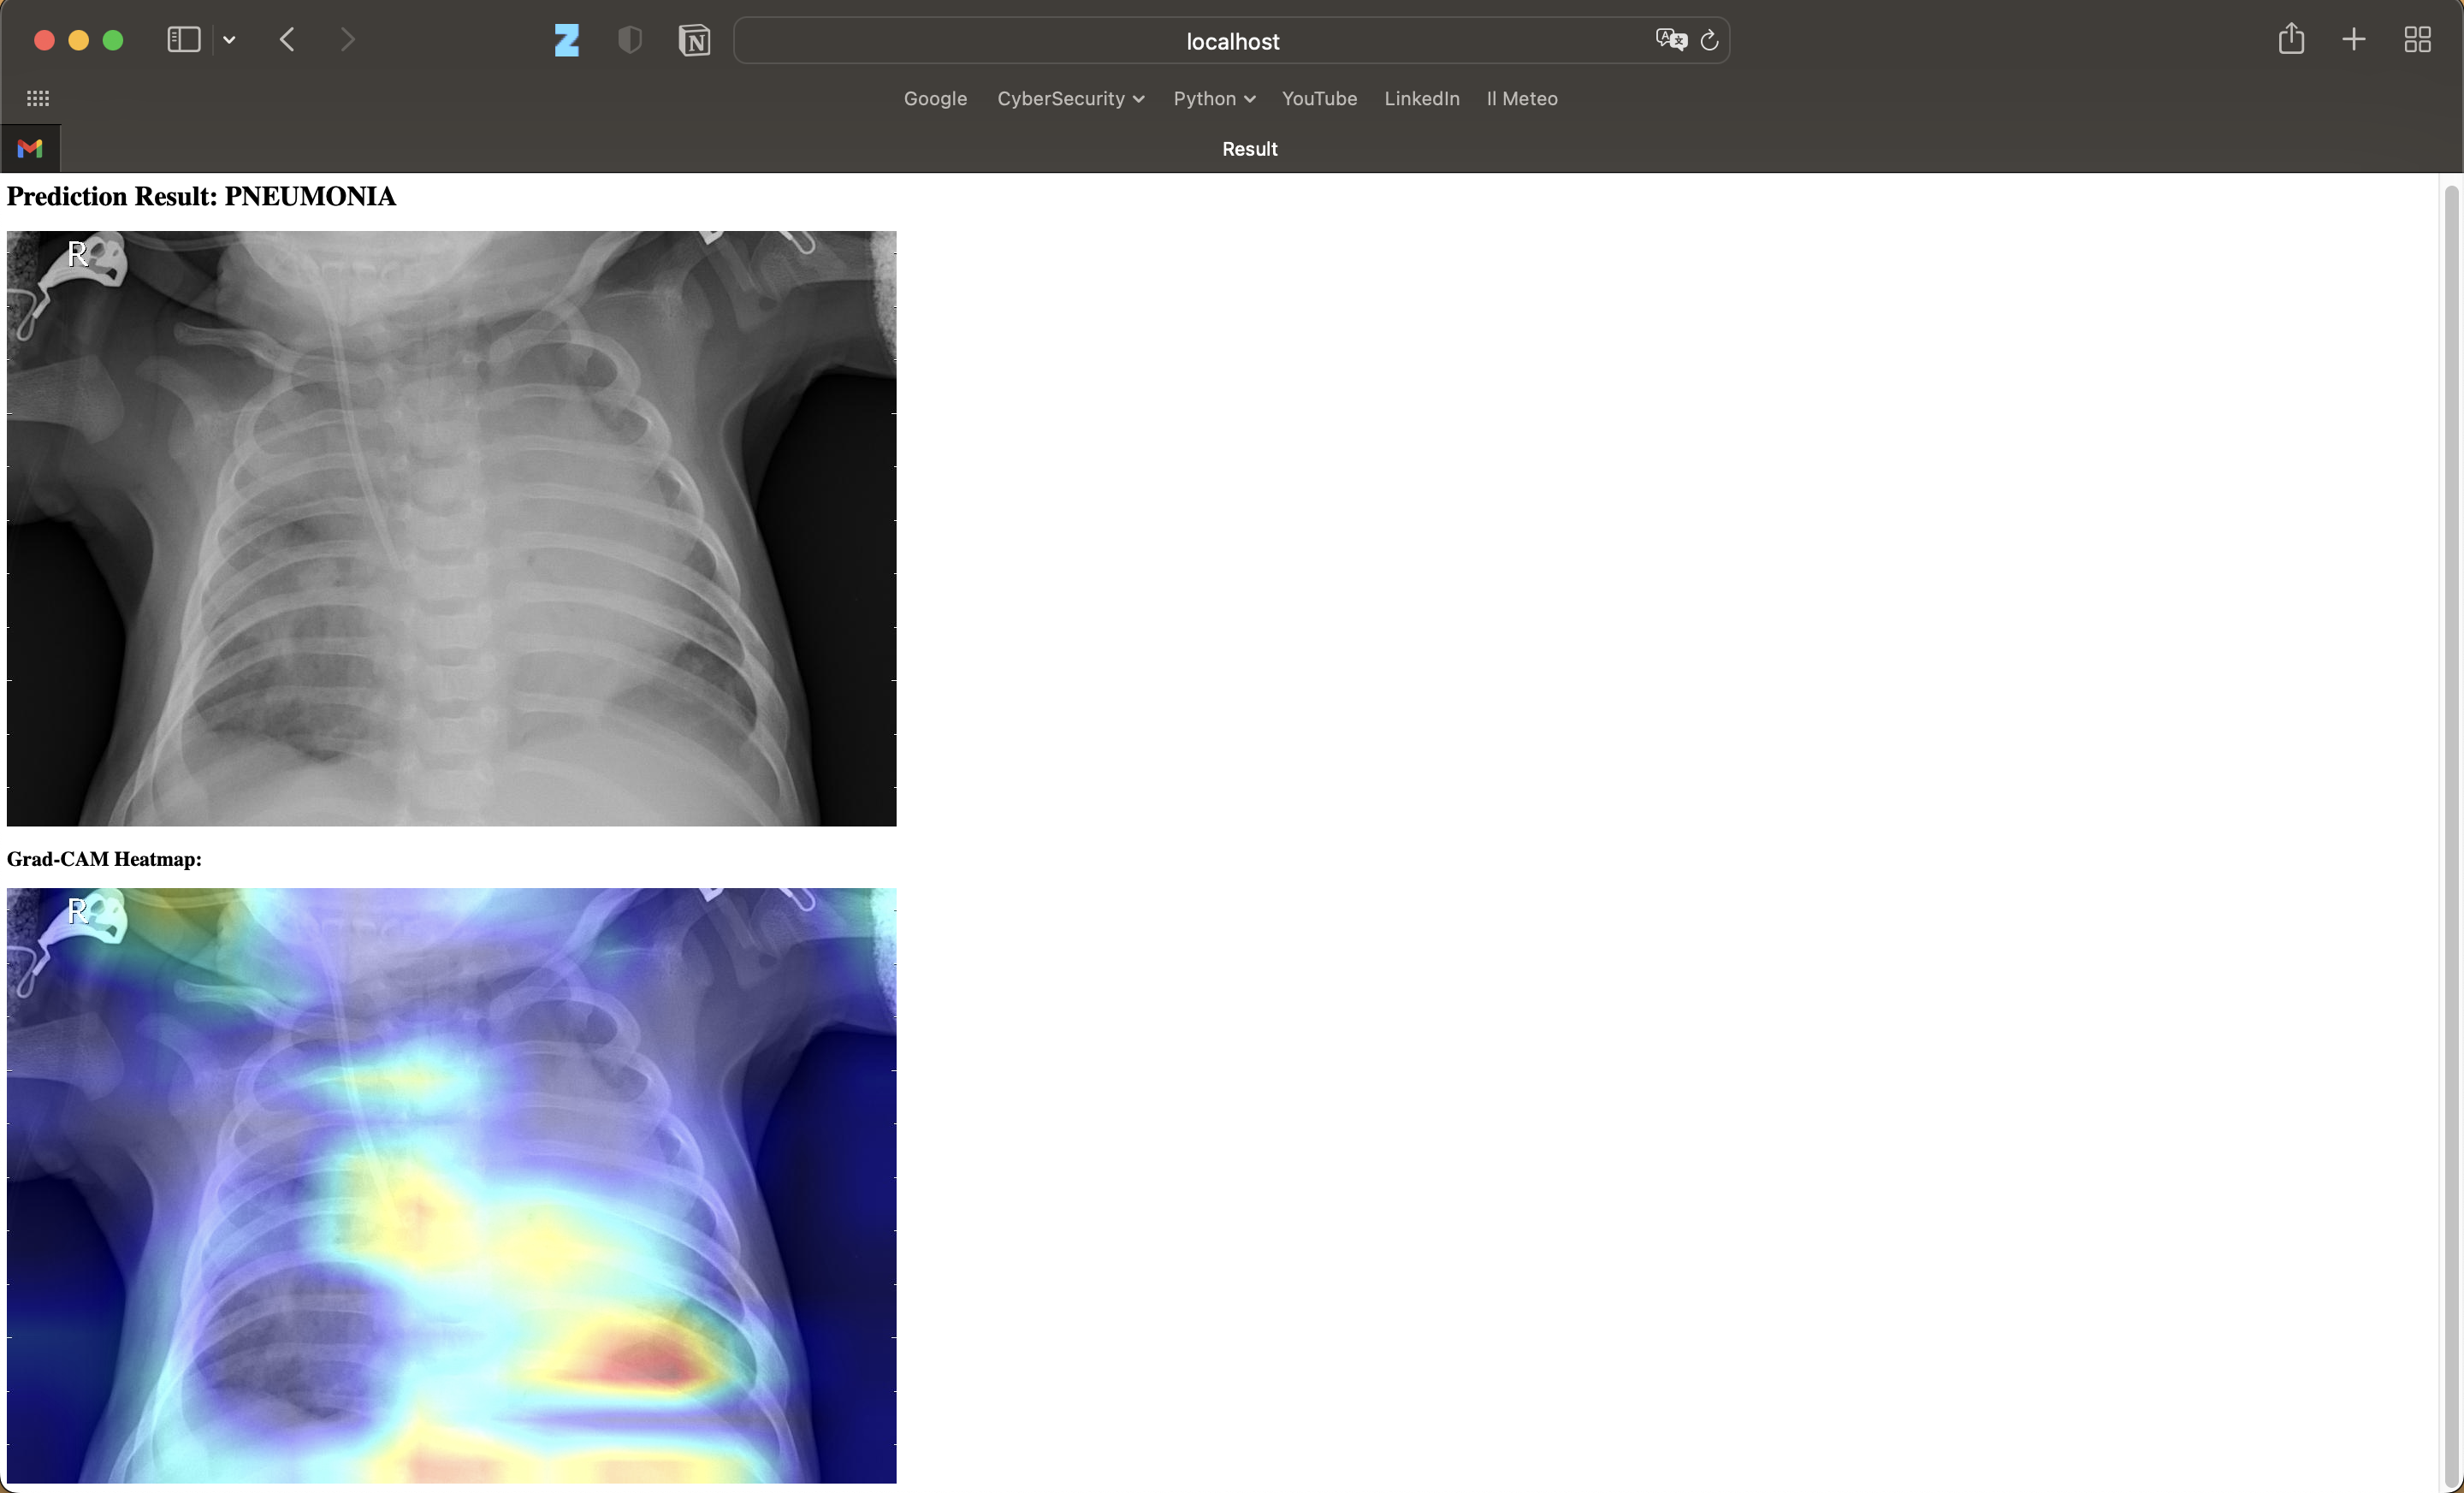 localhost
Google CyberSecurity Python YouTube LinkedIn Il Meteo
Result
Prediction Result: PNEUMONIA
R
Grad-CAM Heatmap:
R